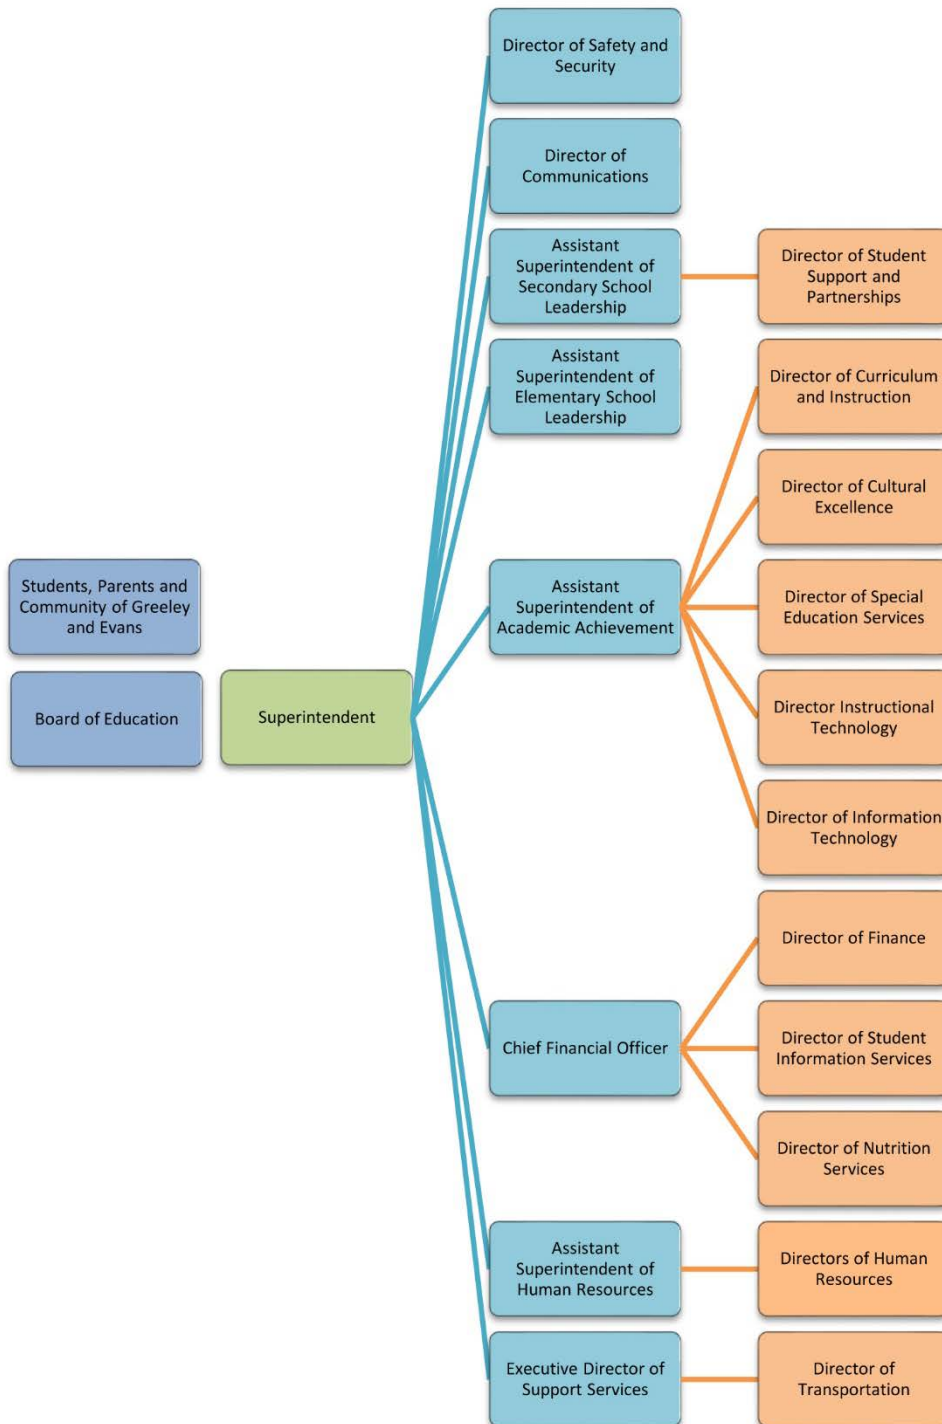 Director of Safety and
Security
Director of
Communications
Assistant
Superintendent of
Secondary School
Leadership
Director of Student
Support and
Partnerships
Assistant
Superintendent of
Elementary School
Leadership
Director of Curriculum
and Instruction
Director of Cultural
Excellence
Students, Parents and
Community of Greeley
and Evans
Assistant
Superintendent of
Academic Achievement
Director of Special
Education Services
Board of Education
Superintendent
Director Instructional
Technology
Director of Information
Technology
Director of Finance
Chief Financial Officer
Director of Student
Information Services
Director of Nutrition
Services
Assistant
Superintendent of
Human Resources
Directors of Human
Resources
Executive Director of
Support Services
Director of
Transportation